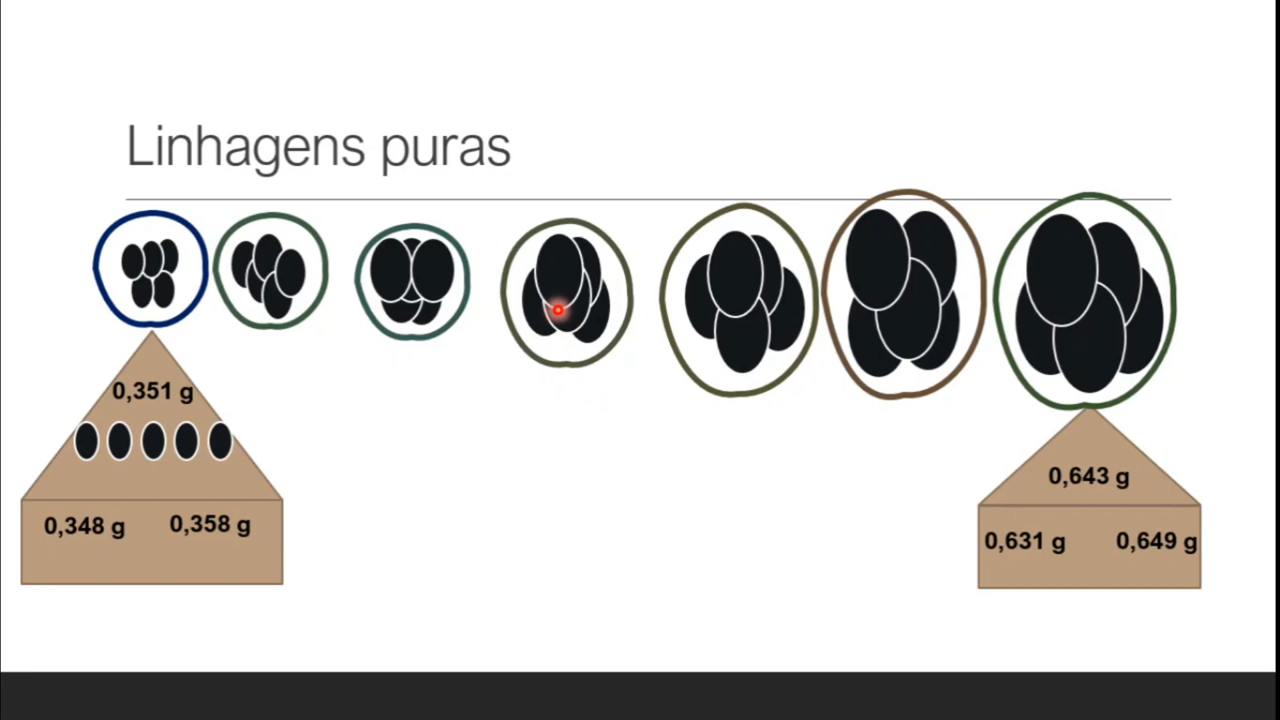 Linhagens puras
0,351 g
0,348 g 0,358 g
0,643 g
0,631 g 0,649 g